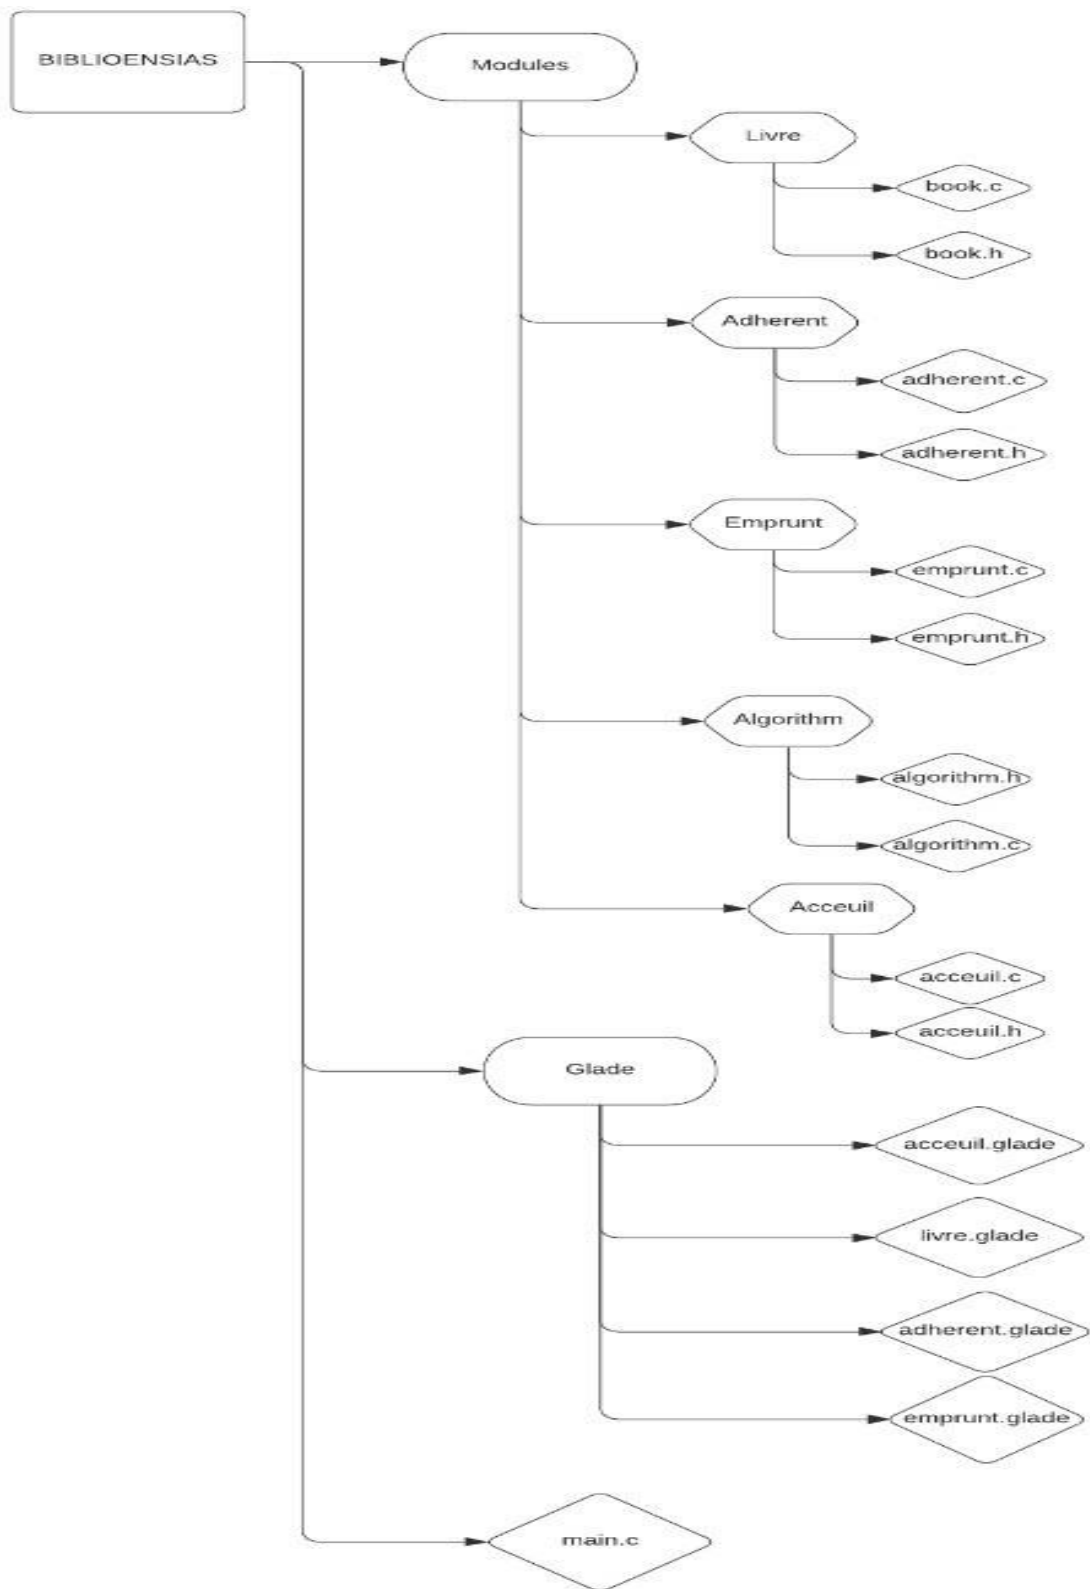 BIBLIOENSIAS
Modules
Livre
book.c
book.h
Adherent
adherent.c
adherent.h
Emprunt
emprunt.c
emprunt.h
Algorithm
algorithm.h
algorithm.c
Acceuil
acceuil.c
acceuil.h
Glade
acceuil.glade
livre.glade
adherent.glade
emprunt.glade
main.c